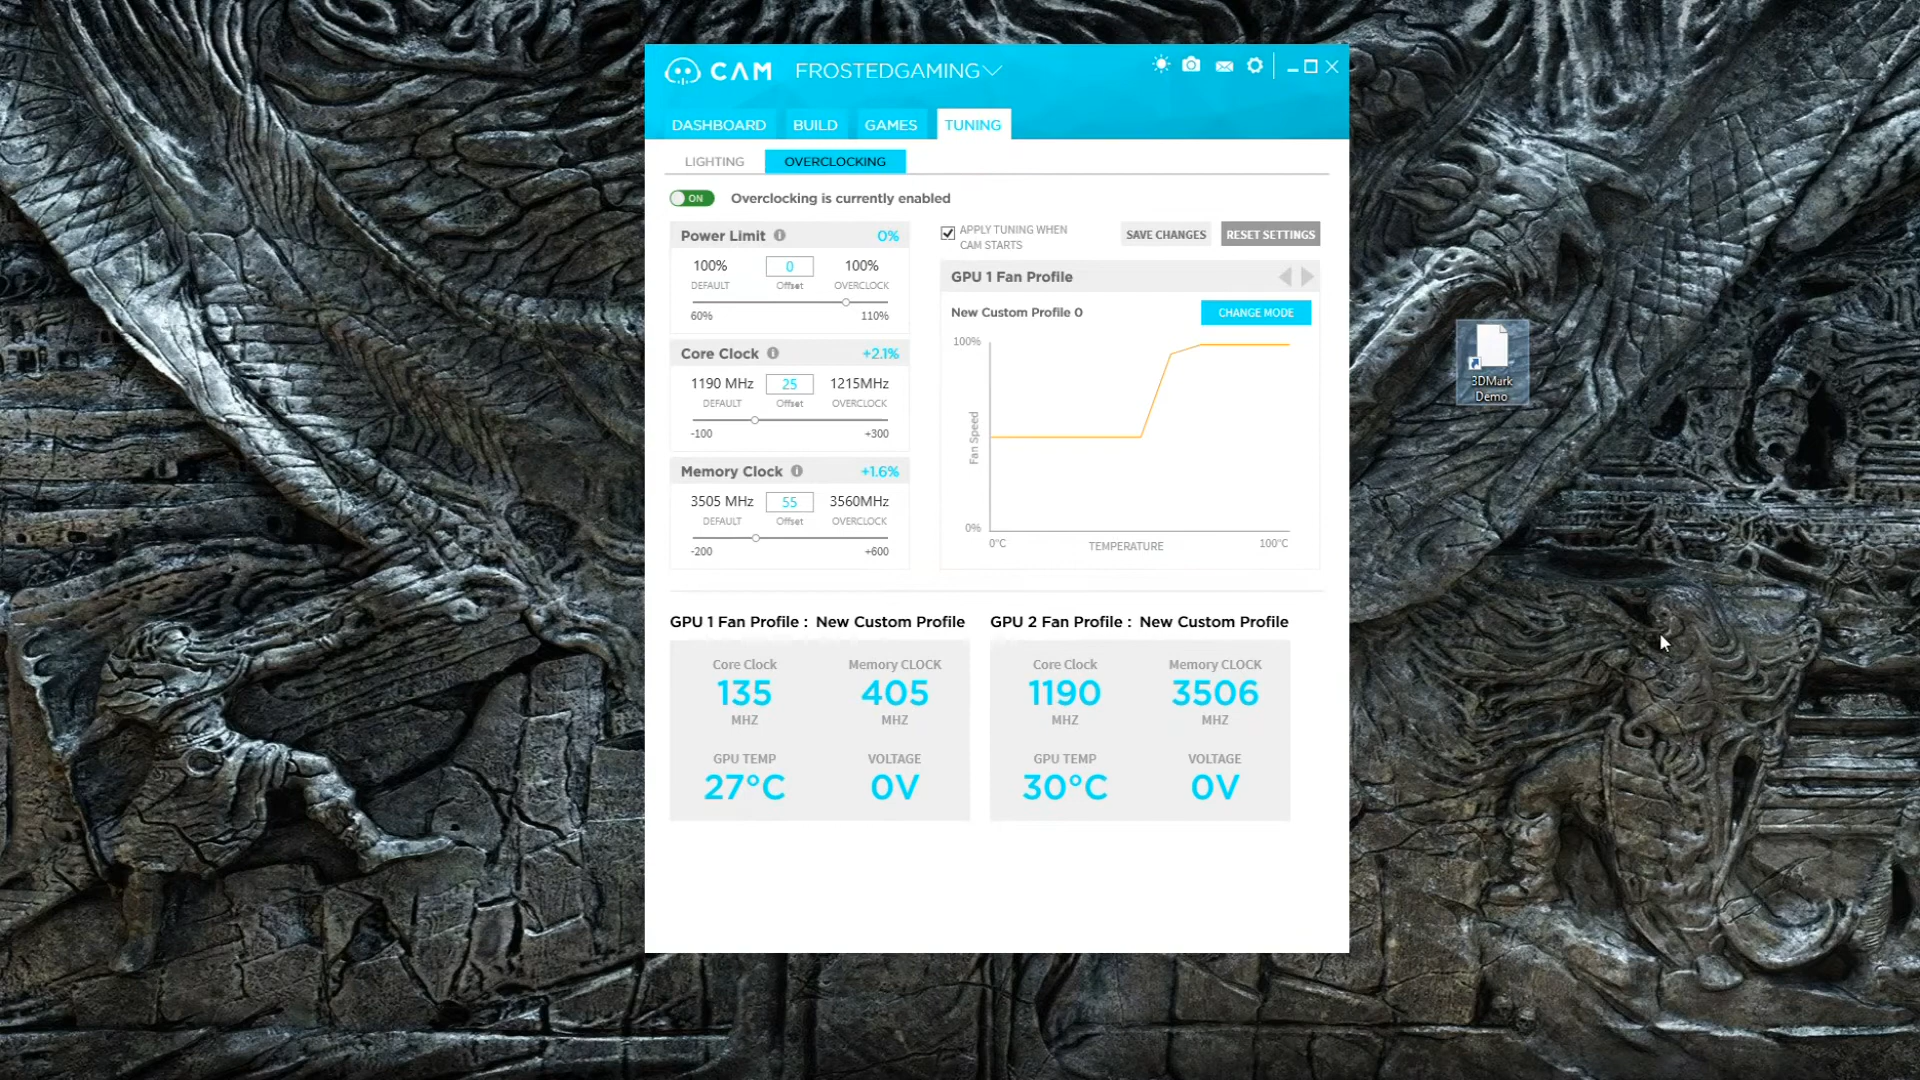 CAM FROSTEDGAMING
DASHBOARD BUILD GAMES TUNING
LIGHTING OVERCLOCKING
ON Overclocking is currently enabled
Power Limit 0%
100% 0 100%
DEFAULT Offset OVERCLOCK
60% 110%
Core Clock +2.1%
1190 MHz 25 1215MHz
DEFAULT Offset OVERCLOCK
-100 +300
Memory Clock +1.6%
3505 MHz 55 3560MHz
DEFAULT Offset OVERCLOCK
-200 +600
APPLY TUNING WHEN
CAM STARTS
SAVE CHANGES RESET SETTINGS
GPU 1 Fan Profile
New Custom Profile 0 CHANGE MODE
100%
Fan Speed
0%
0°C TEMPERATURE 100°C
GPU 1 Fan Profile : New Custom Profile
Core Clock Memory CLOCK
135 405
MHZ MHZ
GPU TEMP VOLTAGE
27°C 0V
GPU 2 Fan Profile : New Custom Profile
Core Clock Memory CLOCK
1190 3506
MHZ MHZ
GPU TEMP VOLTAGE
30°C 0V
3DMark
Demo